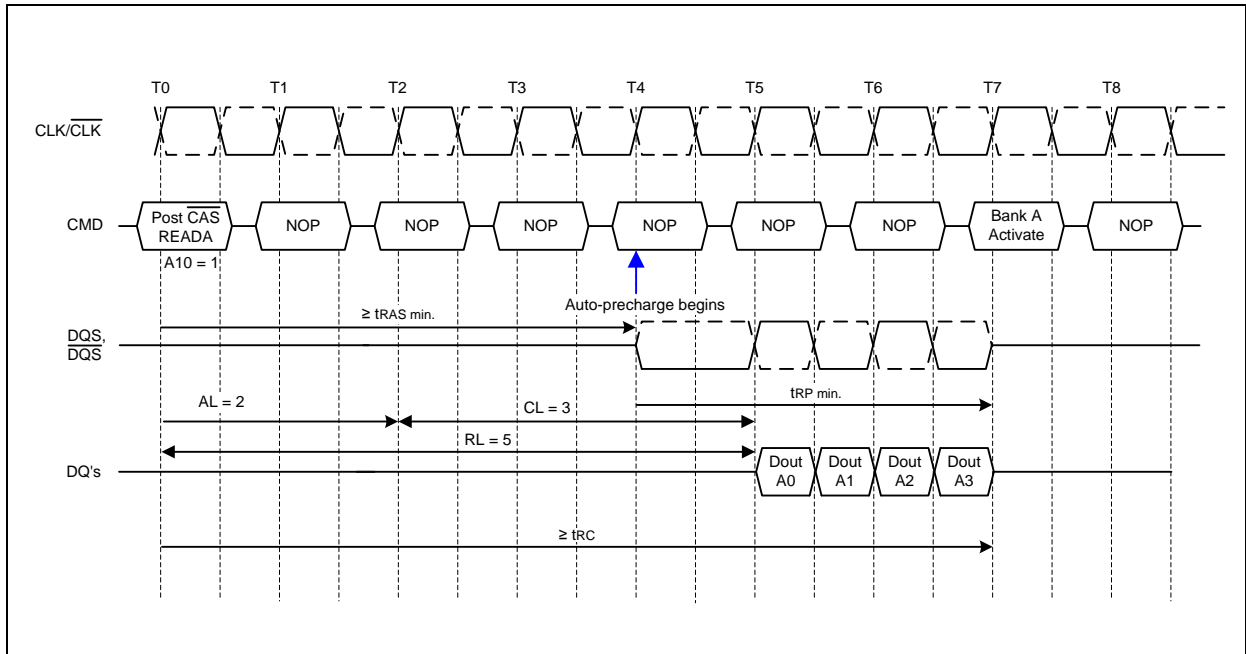 T0 T1 T2 T3 T4 T5 T6 T7 T8
CLK/CLK
CMD
Post CAS
READA
NOP
NOP
NOP
NOP
NOP
NOP
Bank A
Activate
NOP
A10 = 1
Auto-precharge begins
≥ tRAS min.
DQS,
DQS
tRP min.
AL = 2
CL = 3
RL = 5
DQ's
Dout
A0
Dout
A1
Dout
A2
Dout
A3
≥ tRC